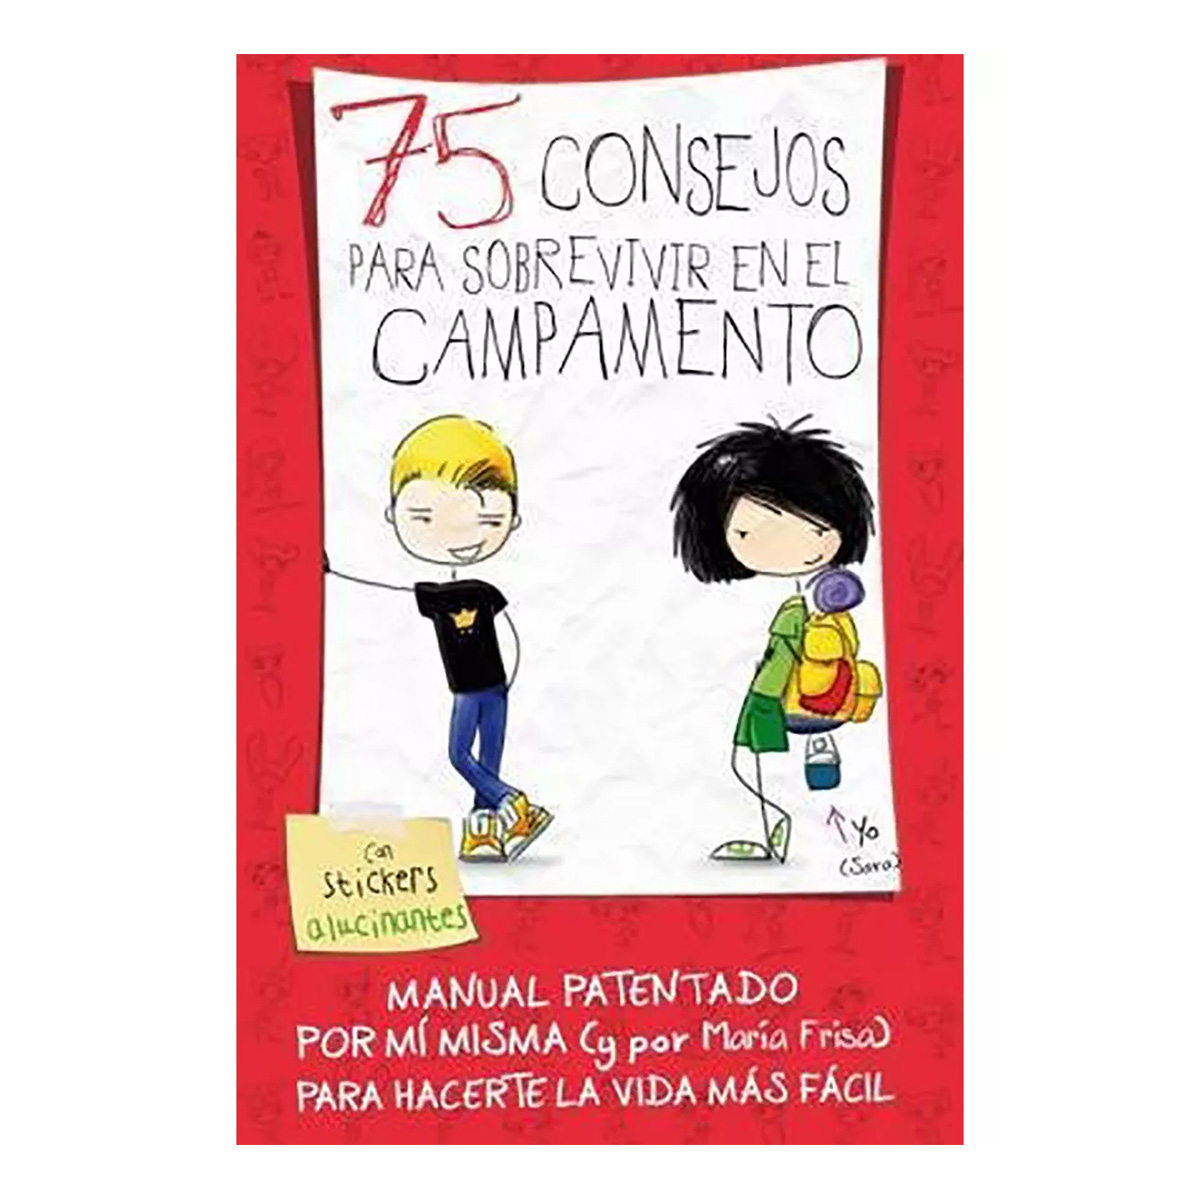 75 CONSEJOS
PARA SOBREVIVIR EN EL
CAMPAMENTO
Yo
(Sara)
Con
stickers
alucinantes
MANUAL PATENTADO
POR MÍ MISMA (y por María Frisa)
PARA HACERTE LA VIDA MÁS FÁCIL